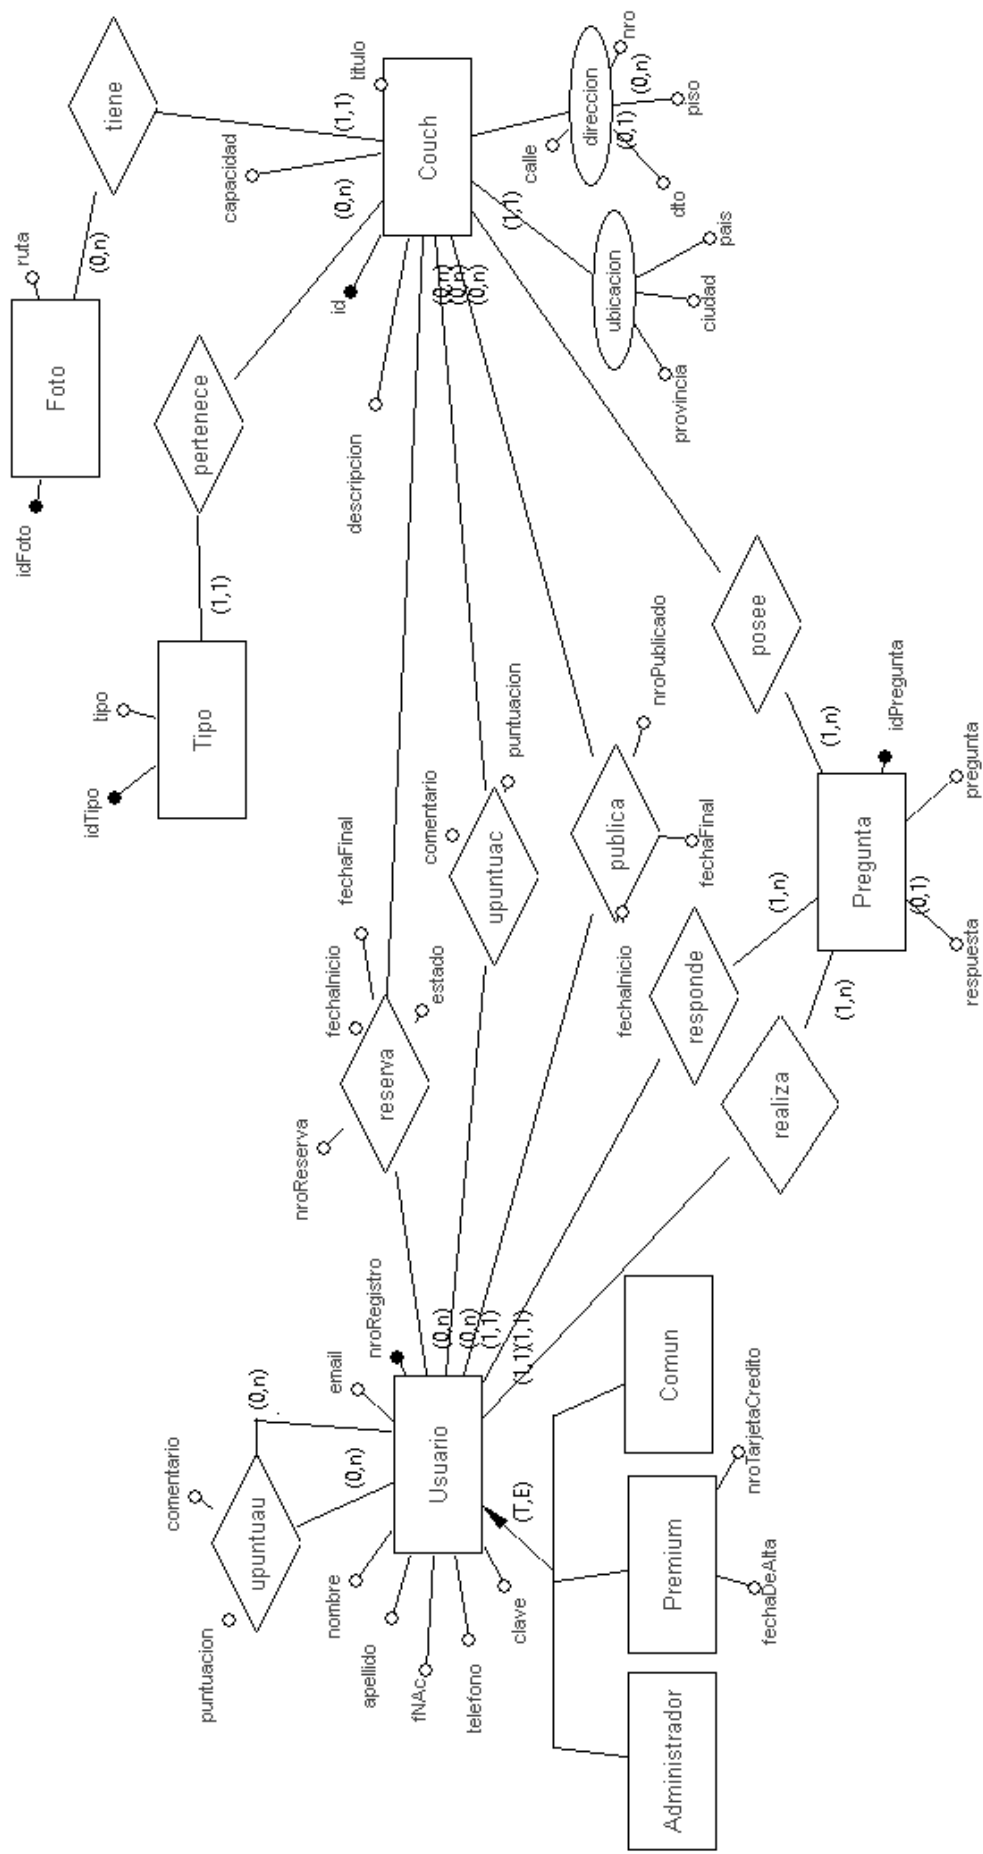 tiene
ruta
(0,n)
Foto
idFoto
pertenece
(1,1)
tipo
Tipo
idTipo
titulo
(1,1)
capacidad
(0,n)
Couch
id
descripcion
(0,n)
(0,n)
(0,n)
nro
(0,n)
direccion
piso
(0,1)
calle
dto
(1,1)
pais
ubicacion
ciudad
provincia
posee
(1,n)
nroPublicado
puntuacion
comentario
upuntuac
publica
fechaFinal
fechaInicio
fechaFinal
fechaInicio
estado
reserva
nroReserva
idPregunta
pregunta
Pregunta
(0,1)
respuesta
(1,n)
responde
(1,n)
realiza
nroRegistro
email
(0,n)
(0,n)
(1,1)
(1,1)
(1,1)
(0,n)
(0,n)
comentario
upuntuau
puntuacion
Usuario
nombre
apellido
fNAc
telefono
clave
(T,E)
Comun
nroTarjetaCredito
Premium
fechaDeAlta
Administrador